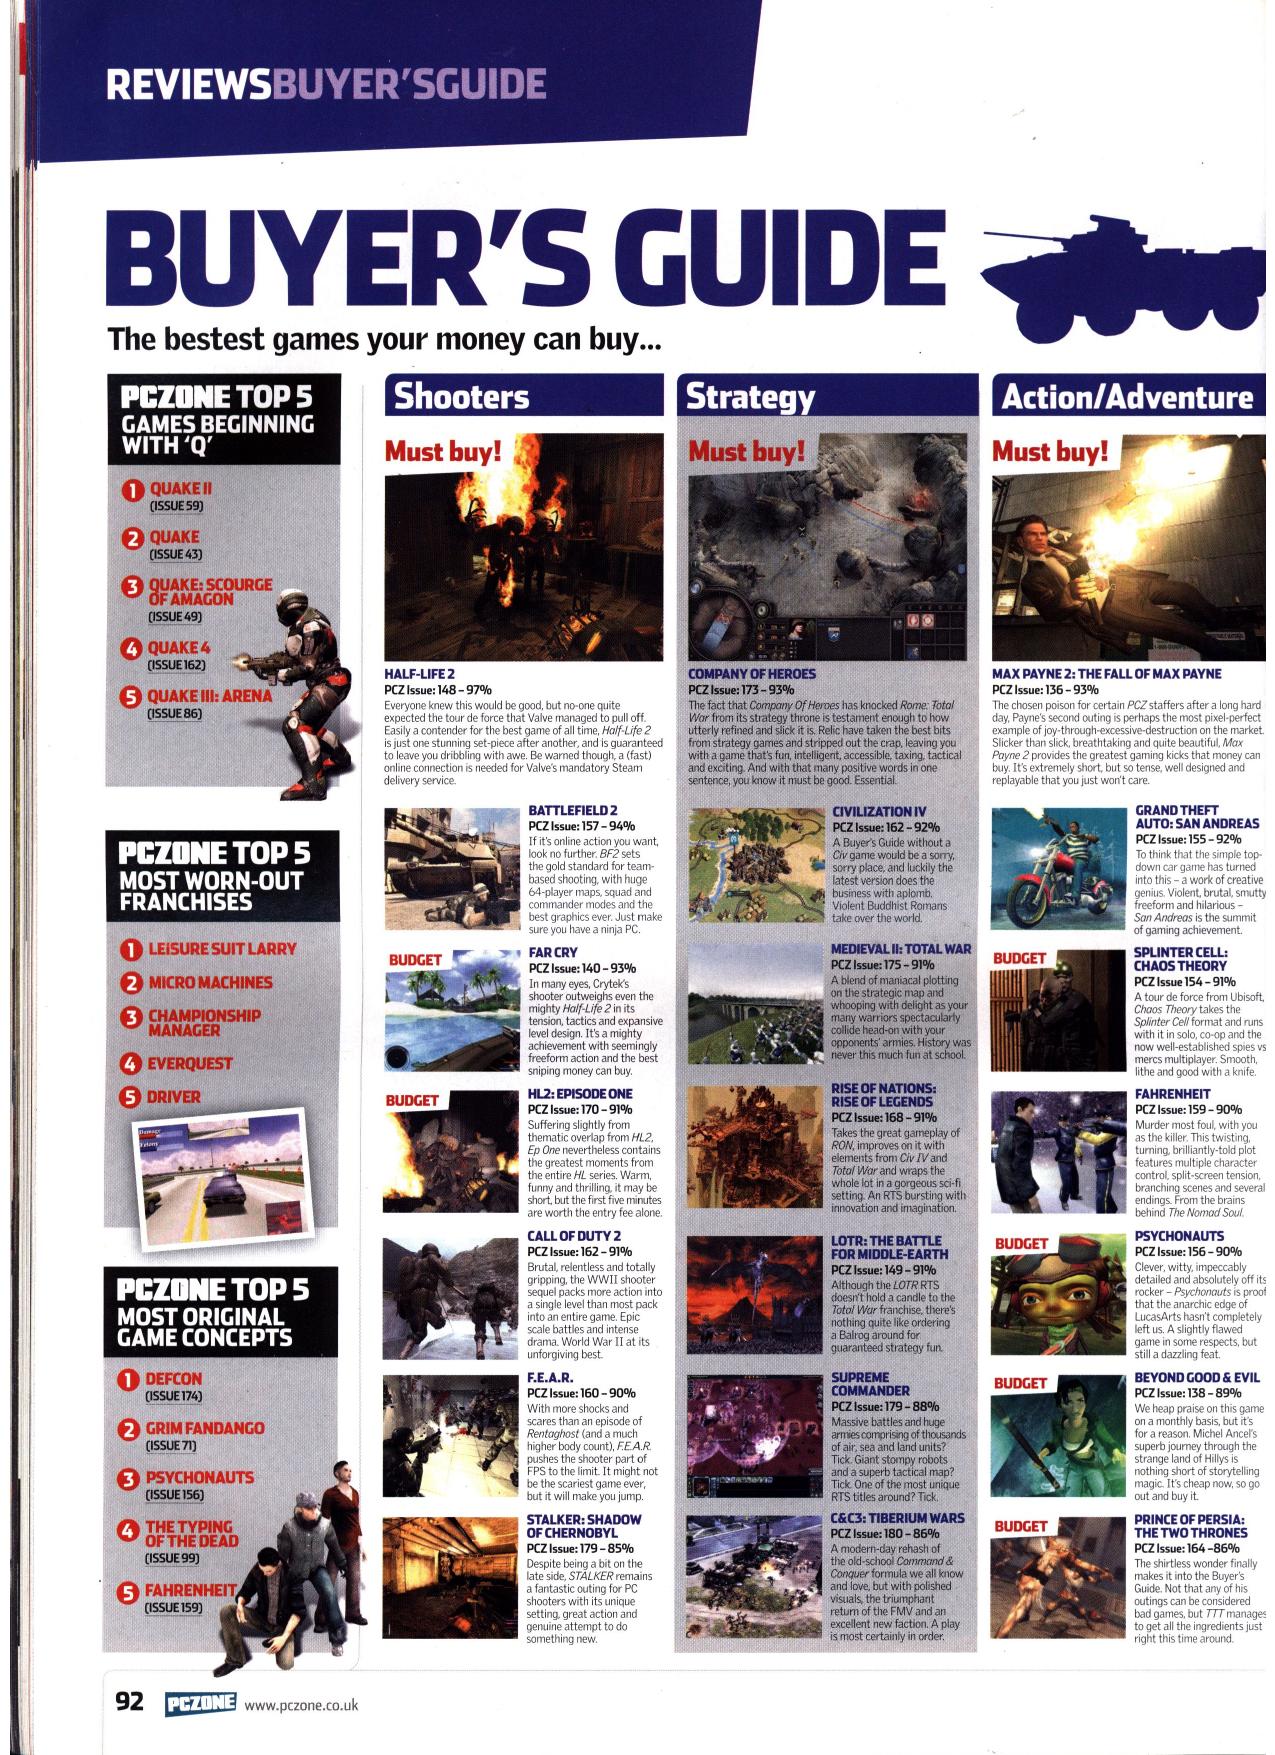 REVIEWSBUYER'SGUIDE
BUYER'S GUIDE
The bestest games your money can buy...
PCZONE TOP 5
GAMES BEGINNING
WITH 'Q'
1 QUAKE II
(ISSUE 59)
2 QUAKE
(ISSUE 43)
3 QUAKE: SCOURGE
OF AMAGON
(ISSUE 49)
4 QUAKE 4
(ISSUE 162)
5 QUAKE III: ARENA
(ISSUE 86)
PCZONE TOP 5
MOST WORN-OUT
FRANCHISES
1 LEISURE SUIT LARRY
2 MICRO MACHINES
3 CHAMPIONSHIP
MANAGER
4 EVERQUEST
5 DRIVER
Damage
Felony
PCZONE TOP 5
MOST ORIGINAL
GAME CONCEPTS
1 DEFCON
(ISSUE 174)
2 GRIM FANDANGO
(ISSUE 71)
3 PSYCHONAUTS
(ISSUE 156)
4 THE TYPING
OF THE DEAD
(ISSUE 99)
5 FAHRENHEIT
(ISSUE 159)
Shooters
Must buy!
HALF-LIFE 2
PCZ Issue: 148 – 97%
Everyone knew this would be good, but no-one quite
expected the tour de force that Valve managed to pull off.
Easily a contender for the best game of all time, Half-Life 2
is just one stunning set-piece after another, and is guaranteed
to leave you dribbling with awe. Be warned though, a (fast)
online connection is needed for Valve's mandatory Steam
delivery service.
BATTLEFIELD 2
PCZ Issue: 157 – 94%
If it's online action you want,
look no further. BF2 sets
the gold standard for team-
based shooting, with huge
64-player maps, squad and
commander modes and the
best graphics ever. Just make
sure you have a ninja PC.
BUDGET
FAR CRY
PCZ Issue: 140 – 93%
In many eyes, Crytek's
shooter outweighs even the
mighty Half-Life 2 in its
tension, tactics and expansive
level design. It's a mighty
achievement with seemingly
freeform action and the best
sniping money can buy.
BUDGET
HL2: EPISODE ONE
PCZ Issue: 170 – 91%
Suffering slightly from
thematic overlap from HL2,
Ep One nevertheless contains
the greatest moments from
the entire HL series. Warm,
funny and thrilling, it may be
short, but the first five minutes
are worth the entry fee alone.
CALL OF DUTY 2
PCZ Issue: 162 – 91%
Brutal, relentless and totally
gripping, the WWII shooter
sequel packs more action into
a single level than most pack
into an entire game. Epic
scale battles and intense
drama. World War II at its
unforgiving best.
F.E.A.R.
PCZ Issue: 160 – 90%
With more shocks and
scares than an episode of
Rentaghost (and a much
higher body count), F.E.A.R.
pushes the shooter part of
FPS to the limit. It might not
be the scariest game ever,
but it will make you jump.
STALKER: SHADOW
OF CHERNOBYL
PCZ Issue: 179 – 85%
Despite being a bit on the
late side, STALKER remains
a fantastic outing for PC
shooters with its unique
setting, great action and
genuine attempt to do
something new.
Strategy
Must buy!
COMPANY OF HEROES
PCZ Issue: 173 – 93%
The fact that Company Of Heroes has knocked Rome: Total
War from its strategy throne is testament enough to how
utterly refined and slick it is. Relic have taken the best bits
from strategy games and stripped out the crap, leaving you
with a game that's fun, intelligent, accessible, taxing, tactical
and exciting. And with that many positive words in one
sentence, you know it must be good. Essential.
CIVILIZATION IV
PCZ Issue: 162 – 92%
A Buyer's Guide without a
Civ game would be a sorry,
sorry place, and luckily the
latest version does the
business with aplomb.
Violent Buddhist Romans
take over the world.
MEDIEVAL II: TOTAL WAR
PCZ Issue: 175 – 91%
A blend of maniacal plotting
on the strategic map and
whooping with delight as your
many warriors spectacularly
collide head-on with your
opponents' armies. History was
never this much fun at school.
RISE OF NATIONS:
RISE OF LEGENDS
PCZ Issue: 168 – 91%
Takes the great gameplay of
RON, improves on it with
elements from Civ IV and
Total War and wraps the
whole lot in a gorgeous sci-fi
setting. An RTS bursting with
innovation and imagination.
LOTR: THE BATTLE
FOR MIDDLE-EARTH
PCZ Issue: 149 – 91%
Although the LOTR RTS
doesn't hold a candle to the
Total War franchise, there's
nothing quite like ordering
a Balrog around for
guaranteed strategy fun.
SUPREME
COMMANDER
PCZ Issue: 179 – 88%
Massive battles and huge
armies comprising of thousands
of air, sea and land units?
Tick. Giant stompy robots
and a superb tactical map?
Tick. One of the most unique
RTS titles around? Tick.
C&C3: TIBERIUM WARS
PCZ Issue: 180 – 86%
A modern-day rehash of
the old-school Command &
Conquer formula we all know
and love, but with polished
visuals, the triumphant
return of the FMV and an
excellent new faction. A play
is most certainly in order.
Action/Adventure
Must buy!
MAX PAYNE 2: THE FALL OF MAX PAYNE
PCZ Issue: 136 – 93%
The chosen poison for certain PCZ staffers after a long hard
day, Payne's second outing is perhaps the most pixel-perfect
example of joy-through-excessive-destruction on the market.
Slicker than slick, breathtaking and quite beautiful, Max
Payne 2 provides the greatest gaming kicks that money can
buy. It's extremely short, but so tense, well designed and
replayable that you just won't care.
GRAND THEFT
AUTO: SAN ANDREAS
PCZ Issue: 155 – 92%
To think that the simple top-
down car game has turned
into this – a work of creative
genius. Violent, brutal, smutty,
freeform and hilarious –
San Andreas is the summit
of gaming achievement.
BUDGET
SPLINTER CELL:
CHAOS THEORY
PCZ Issue 154 – 91%
A tour de force from Ubisoft,
Chaos Theory takes the
Splinter Cell format and runs
with it in solo, co-op and the
now well-established spies vs
mercs multiplayer. Smooth,
lithe and good with a knife.
FAHRENHEIT
PCZ Issue: 159 – 90%
Murder most foul, with you
as the killer. This twisting,
turning, brilliantly-told plot
features multiple character
control, split-screen tension,
branching scenes and several
endings. From the brains
behind The Nomad Soul.
BUDGET
PSYCHONAUTS
PCZ Issue: 156 – 90%
Clever, witty, impeccably
detailed and absolutely off its
rocker – Psychonauts is proof
that the anarchic edge of
LucasArts hasn't completely
left us. A slightly flawed
game in some respects, but
still a dazzling feat.
BUDGET
BEYOND GOOD & EVIL
PCZ Issue: 138 – 89%
We heap praise on this game
on a monthly basis, but it's
for a reason. Michel Ancel's
superb journey through the
strange land of Hillys is
nothing short of storytelling
magic. It's cheap now, so go
out and buy it.
BUDGET
PRINCE OF PERSIA:
THE TWO THRONES
PCZ Issue: 164 –86%
The shirtless wonder finally
makes it into the Buyer's
Guide. Not that any of his
outings can be considered
bad games, but TTT manages
to get all the ingredients just
right this time around.
92 PCZONE www.pczone.co.uk